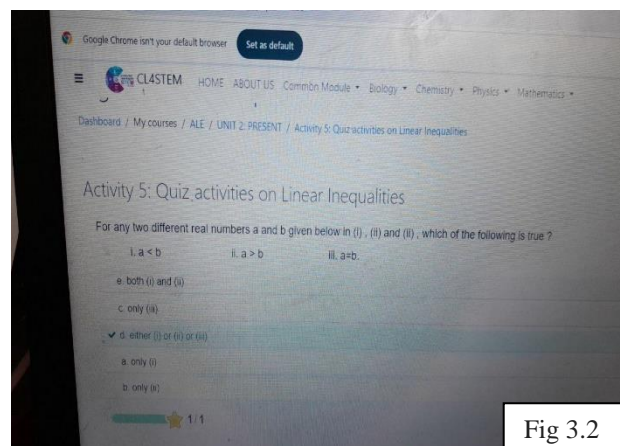 Google Chrome isn't your default browser Set as default
CL4STEM HOME ABOUT US Common Module Biology Chemistry Physics Mathematics
Dashboard / My courses / ALE / UNIT 2: PRESENT / Activity 5: Quiz activities on Linear Inequalities
Activity 5: Quiz activities on Linear Inequalities
For any two different real numbers a and b given below in (i) , (ii) and (ii) , which of the following is true ?
i. a < b ii. a > b iii. a=b.
e. both (i) and (ii)
c. only (iii)
d. either (i) or (ii) or (iii)
a. only (i)
b. only (ii)
1/1
Fig 3.2